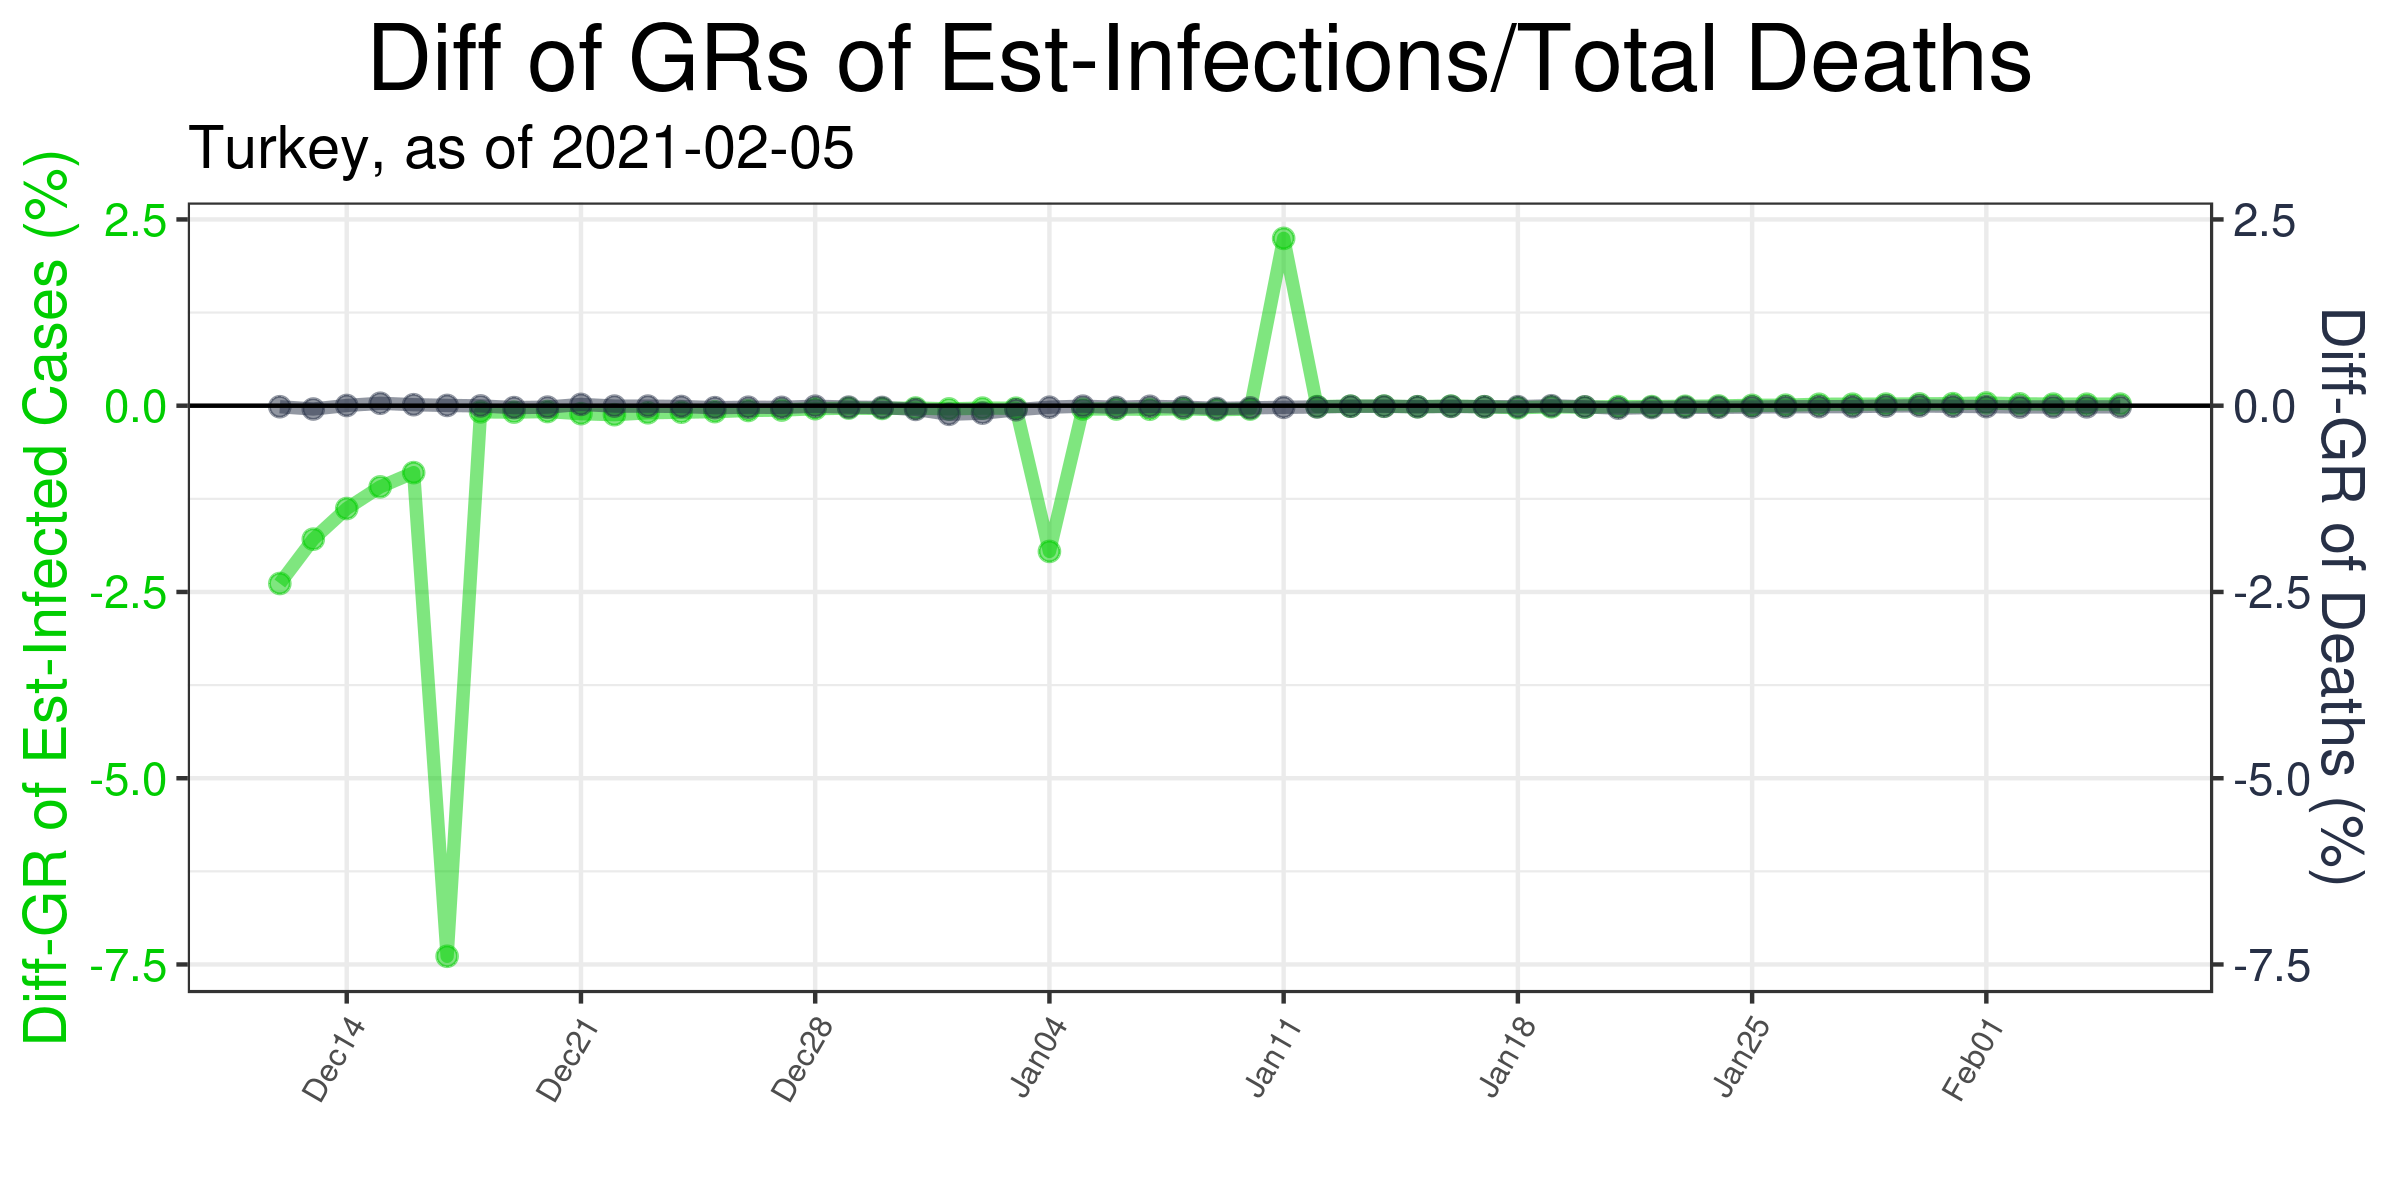 Diff of GRs of Est-Infections/Total Deaths
Turkey, as of 2021-02-05
Diff-GR of Est-Infected Cases (%)
2.5
0.0
-2.5
-5.0
-7.5
2.5
0.0
-2.5
-5.0
-7.5
Diff-GR of Deaths (%)
Dec14
Dec21
Dec28
Jan04
Jan11
Jan18
Jan25
Feb01